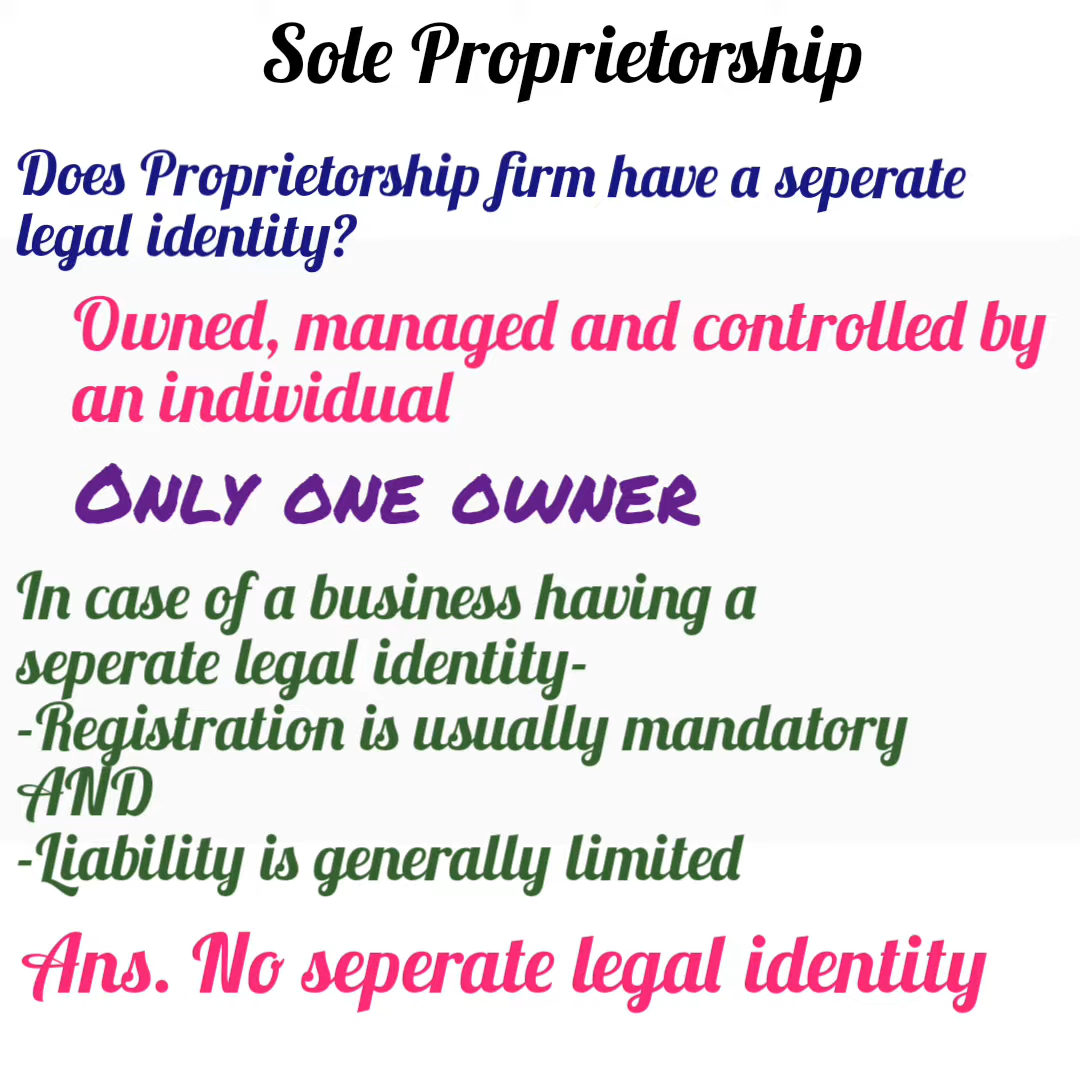 Sole Proprietorship
Does Proprietorship firm have a seperate
legal identity?
Owned, managed and controlled by
an individual
ONLY ONE OWNER
In case of a business having a
seperate legal identity-
-Registration is usually mandatory
AND
-Liability is generally limited
Ans. No seperate legal identity